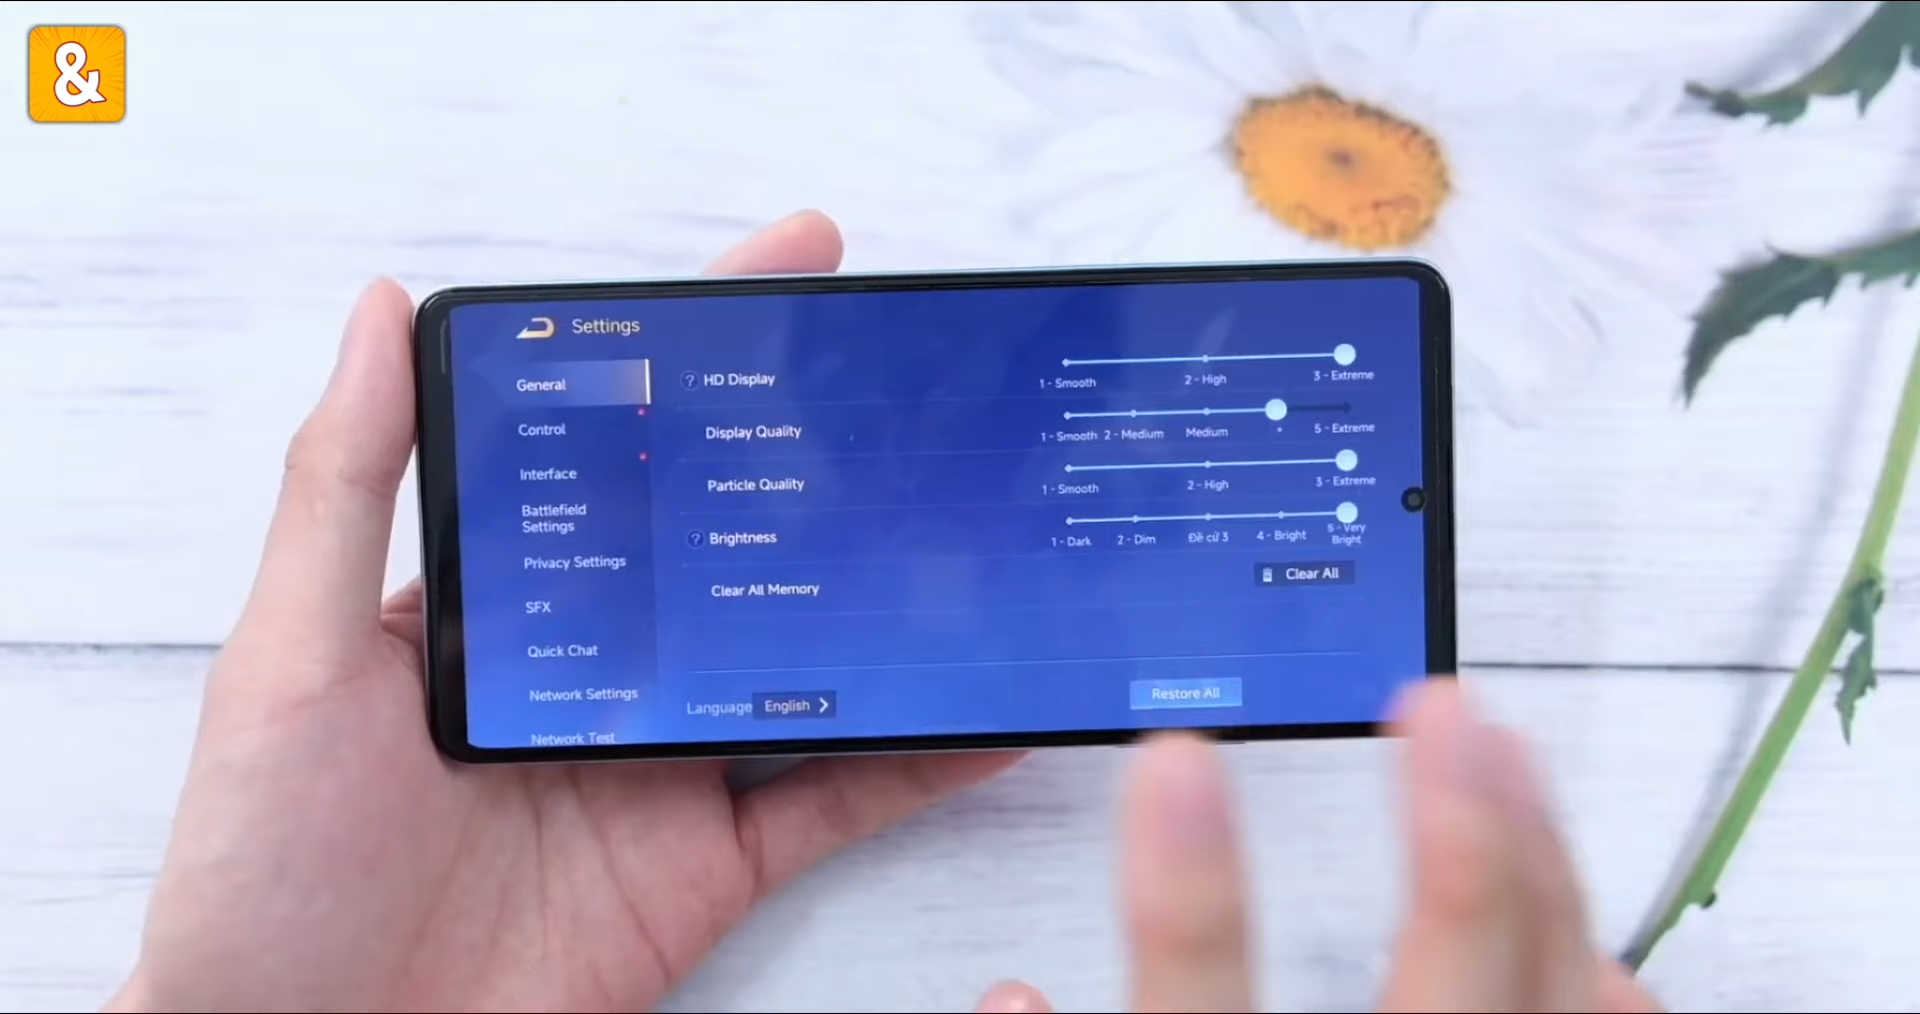 &
Settings
General
Control
Interface
Battlefield
Settings
Privacy Settings
SFX
Quick Chat
Network Settings
Network Test
? HD Display
1 - Smooth 2 - High 3 - Extreme
Display Quality
1 - Smooth 2 - Medium Medium 5 - Extreme
Particle Quality
1 - Smooth 2 - High 3 - Extreme
? Brightness
1 - Dark 2 - Dim Đề cử 3 4 - Bright 5 - Very
Bright
Clear All Memory
Clear All
Language English
Restore All